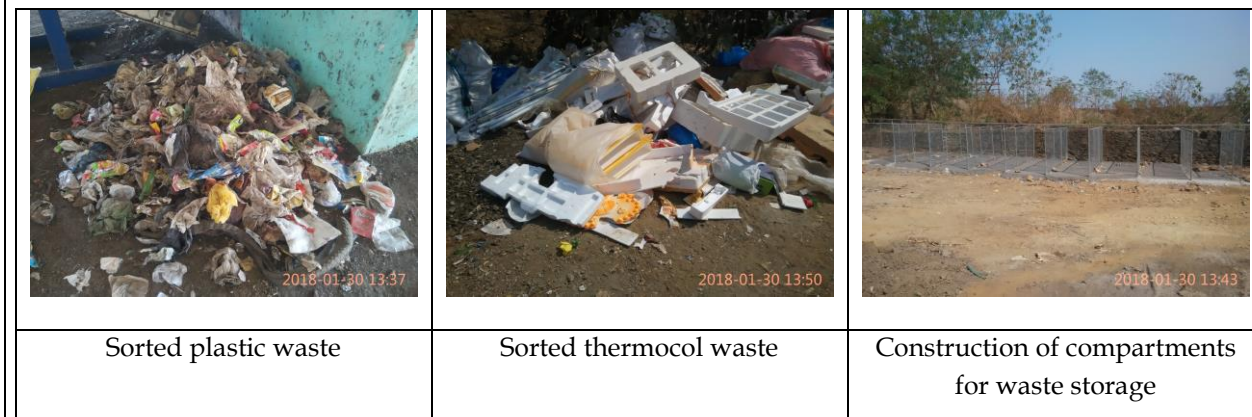 2018-01-30 13:37
2018-01-30 13:50
2018-01-30 13:43
Sorted plastic waste
Sorted thermocol waste
Construction of compartments
for waste storage